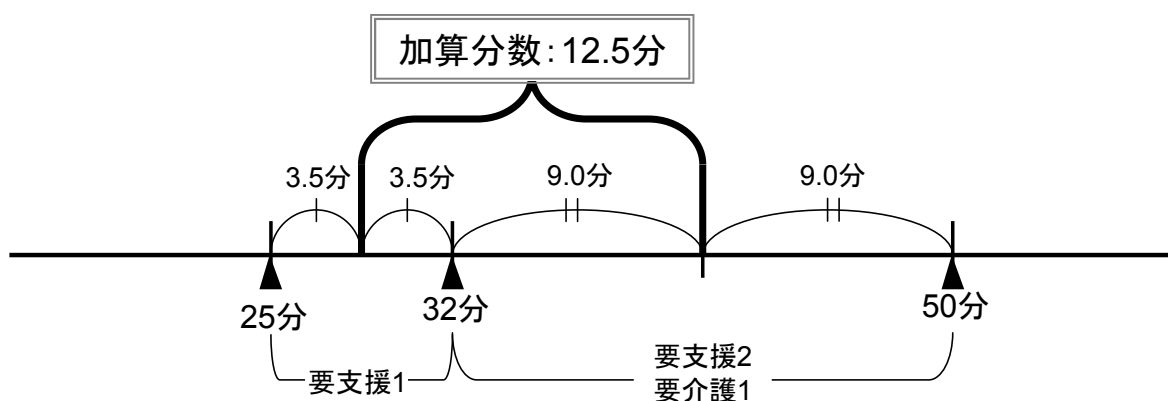 加算分数：12.5分
3.5分
3.5分
9.0分
9.0分
25分
32分
50分
要支援1
要支援2
要介護1